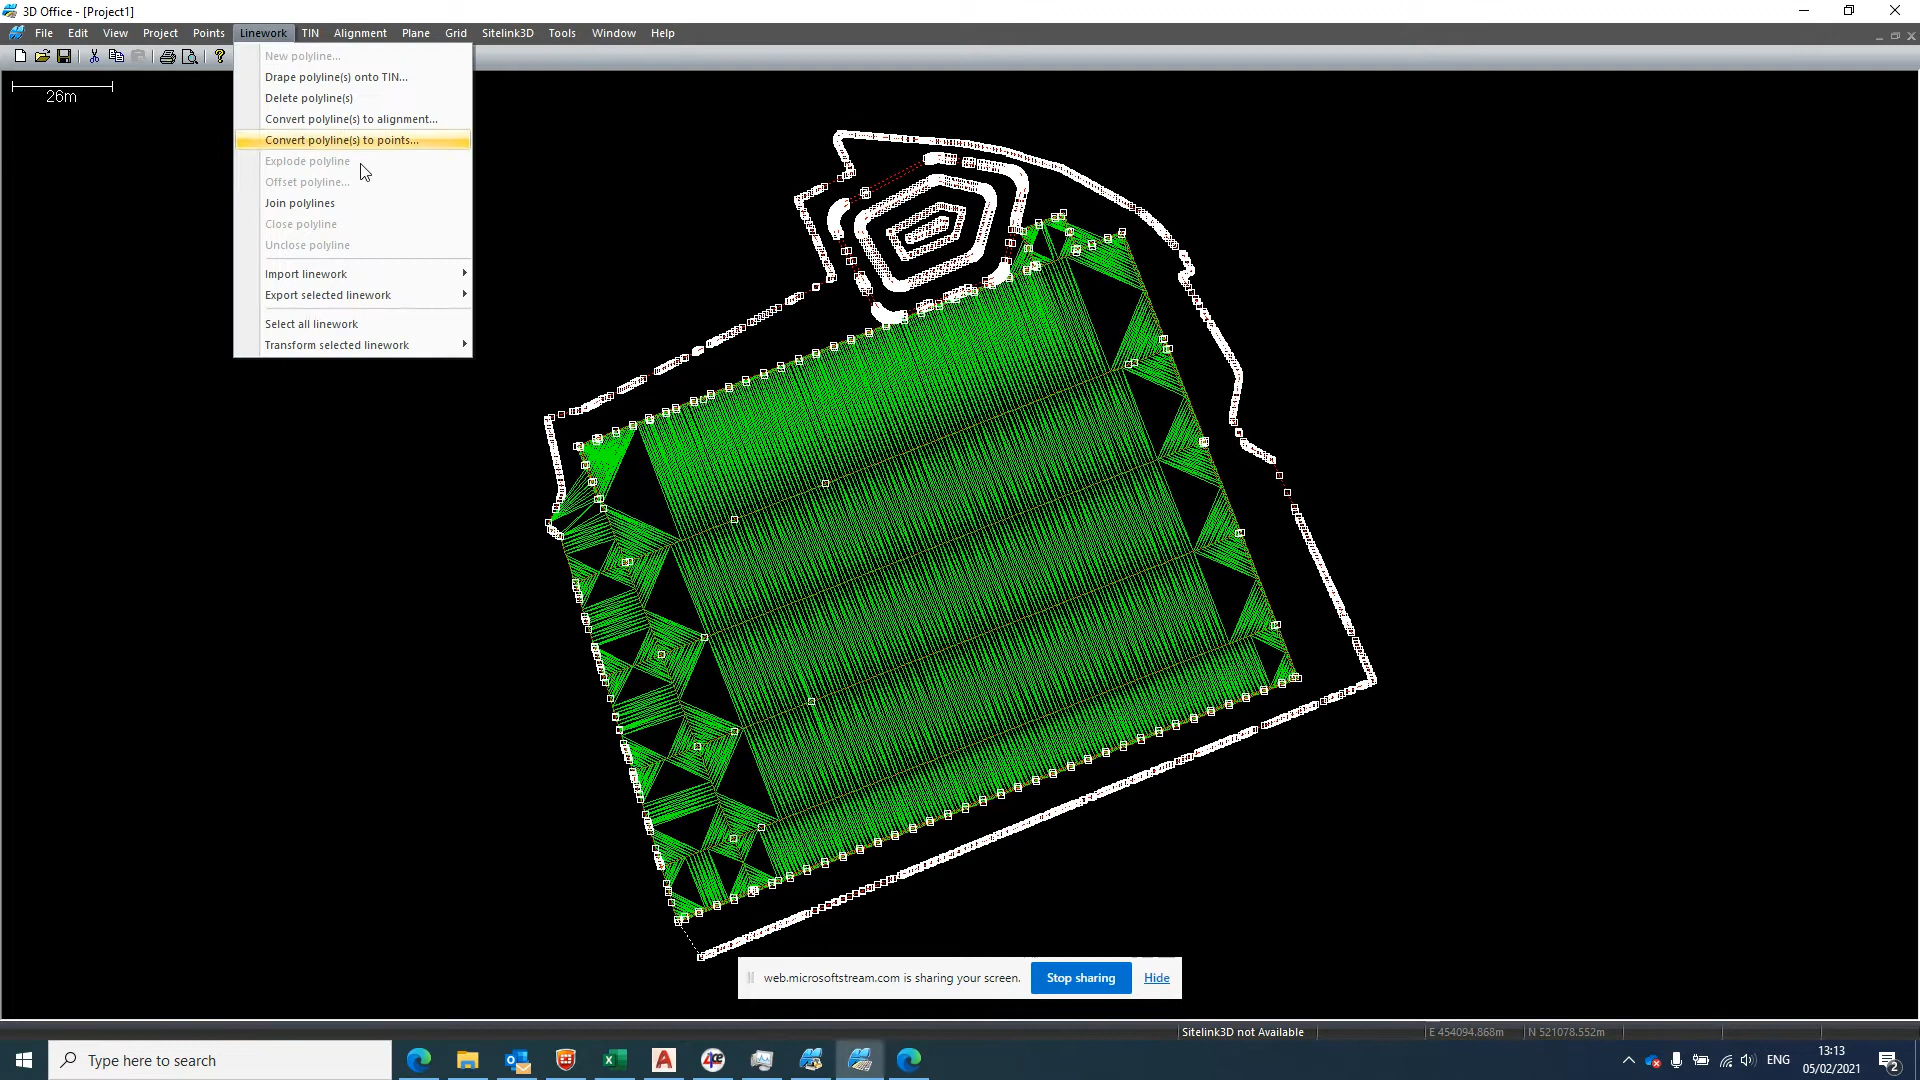 3D Office - [Project1]
File Edit View Project Points Linework TIN Alignment Plane Grid Sitelink3D Tools Window Help
26m
New polyline...
Drape polyline(s) onto TIN...
Delete polyline(s)
Convert polyline(s) to alignment...
Convert polyline(s) to points...
Explode polyline
Offset polyline...
Join polylines
Close polyline
Unclose polyline
Import linework
Export selected linework
Select all linework
Transform selected linework
web.microsoftstream.com is sharing your screen. Stop sharing Hide
Sitelink3D not Available E 454094.868m N 521078.552m
Type here to search
ENG
13:13
05/02/2021
2